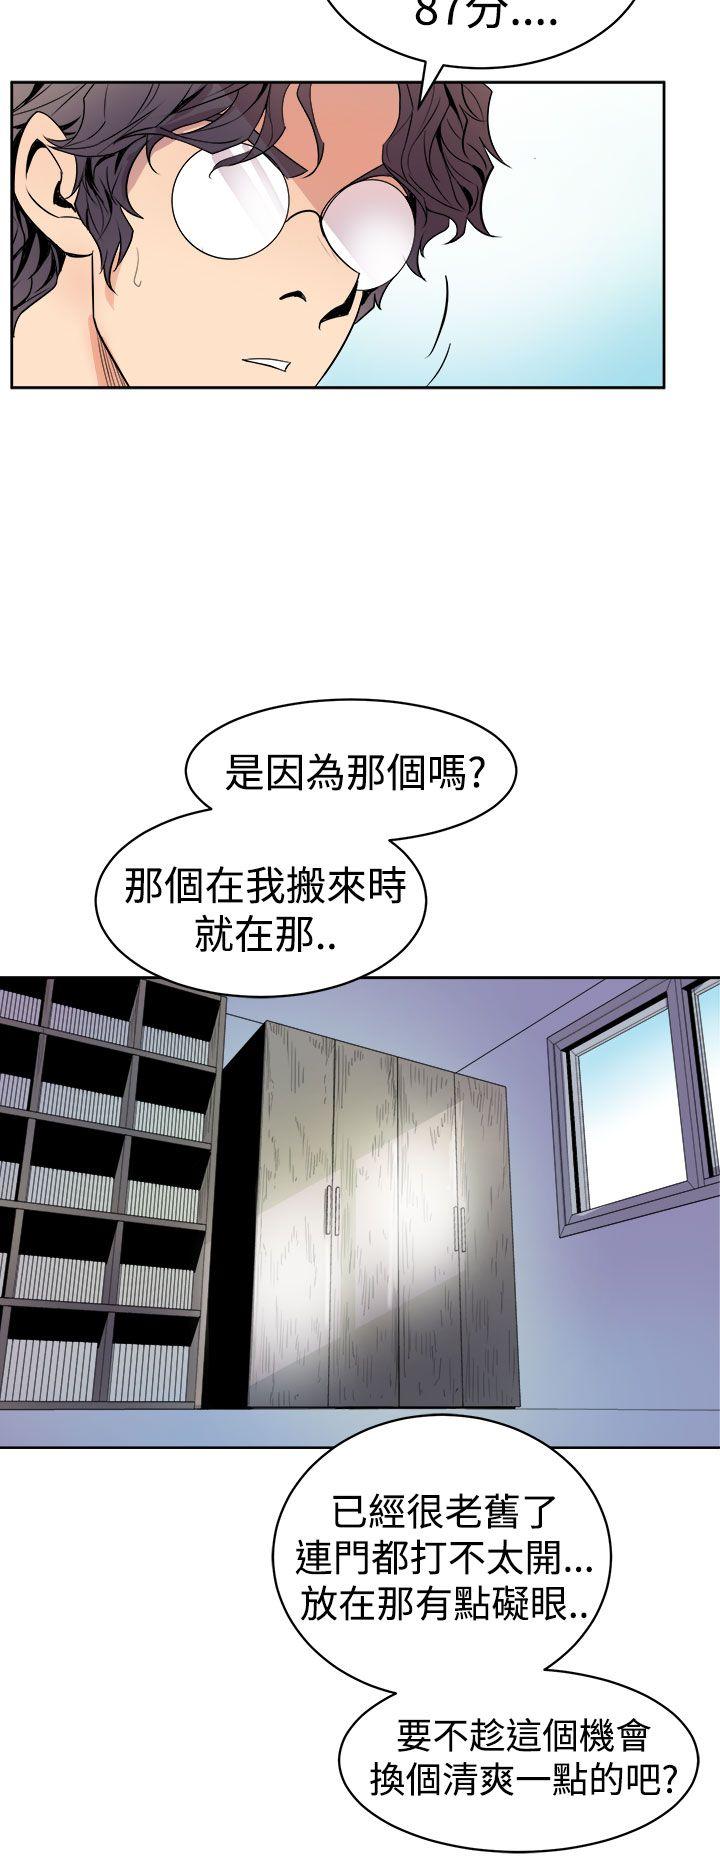 87分....
是因為那個嗎?
那個在我搬來時
就在那..
已經很老舊了
連門都打不太開...
放在那有點礙眼..
要不趁這個機會
換個清爽一點的吧?